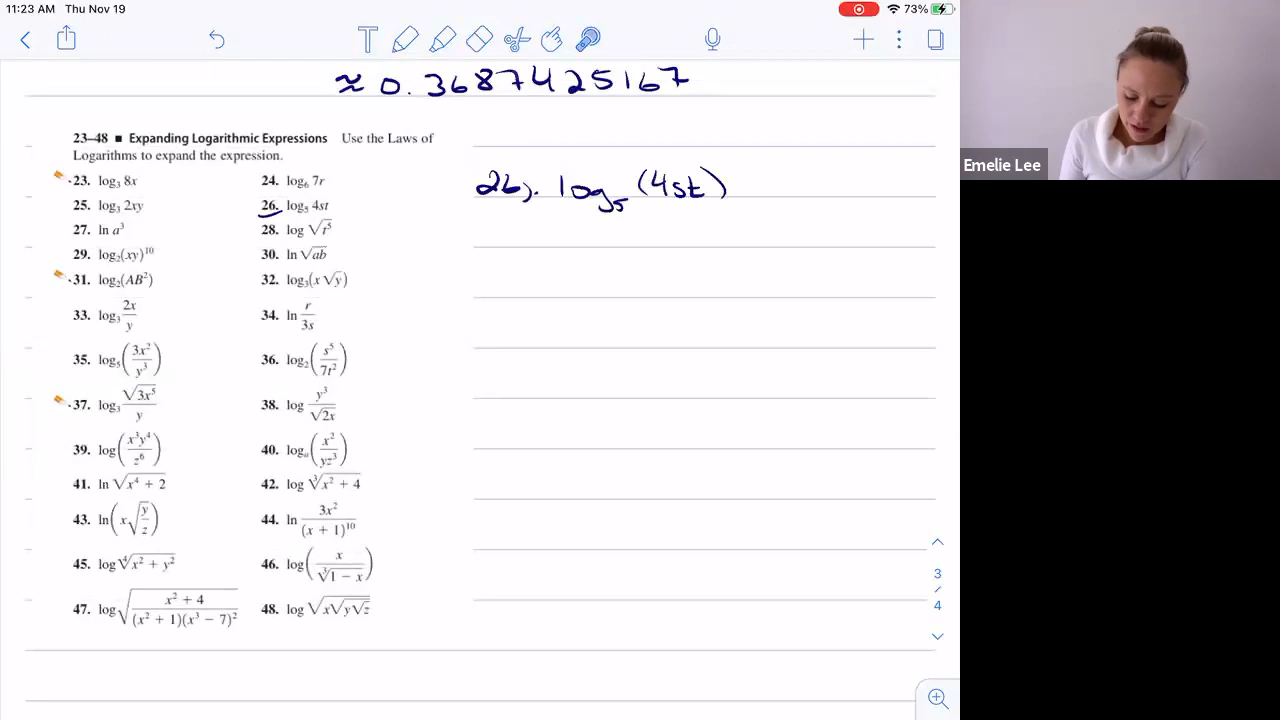 11:23 AM Thu Nov 19
73%
≈ 0.3687425167
23–48 ■ Expanding Logarithmic Expressions Use the Laws of
Logarithms to expand the expression.
23. log₃ 8x
24. log₆ 7r
25. log₃ 2xy
26. log₅ 4st
27. ln a³
28. log √t⁵
29. log₂(xy)¹⁰
30. ln √ab
31. log₂(AB²)
32. log₃(x √y)
33. log₃ 2x/y
34. ln r/3s
35. log₅(3x²/y³)
36. log₂(s⁵/7t²)
37. log₃ √3x⁵/y
38. log y³/√2x
39. log(x³y⁴/z⁶)
40. logₐ(x²/yz³)
41. ln √x⁴ + 2
42. log ∛x² + 4
43. ln(x√y/z)
44. ln 3x²/(x + 1)¹⁰
45. log ∜x² + y²
46. log(x/∛1 − x)
47. log √x² + 4/(x² + 1)(x³ − 7)²
48. log √x√y√z
26). log₅ (4st)
3
/
4
Emelie Lee